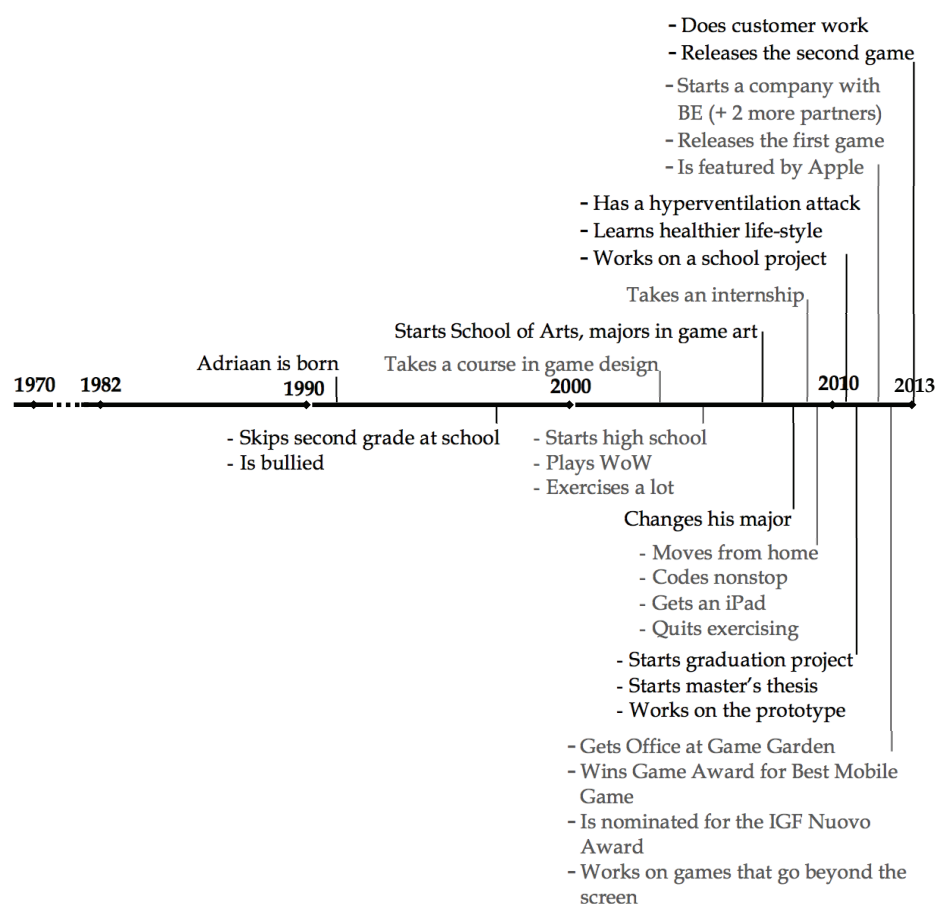 - Does customer work
- Releases the second game
- Starts a company with
BE (+ 2 more partners)
- Releases the first game
- Is featured by Apple
- Has a hyperventilation attack
- Learns healthier life-style
- Works on a school project
Takes an internship
Starts School of Arts, majors in game art
Adriaan is born
Takes a course in game design
1970
1982
1990
2000
2010
2013
- Skips second grade at school
- Is bullied
- Starts high school
- Plays WoW
- Exercises a lot
Changes his major
- Moves from home
- Codes nonstop
- Gets an iPad
- Quits exercising
- Starts graduation project
- Starts master's thesis
- Works on the prototype
- Gets Office at Game Garden
- Wins Game Award for Best Mobile
Game
- Is nominated for the IGF Nuovo
Award
- Works on games that go beyond the
screen